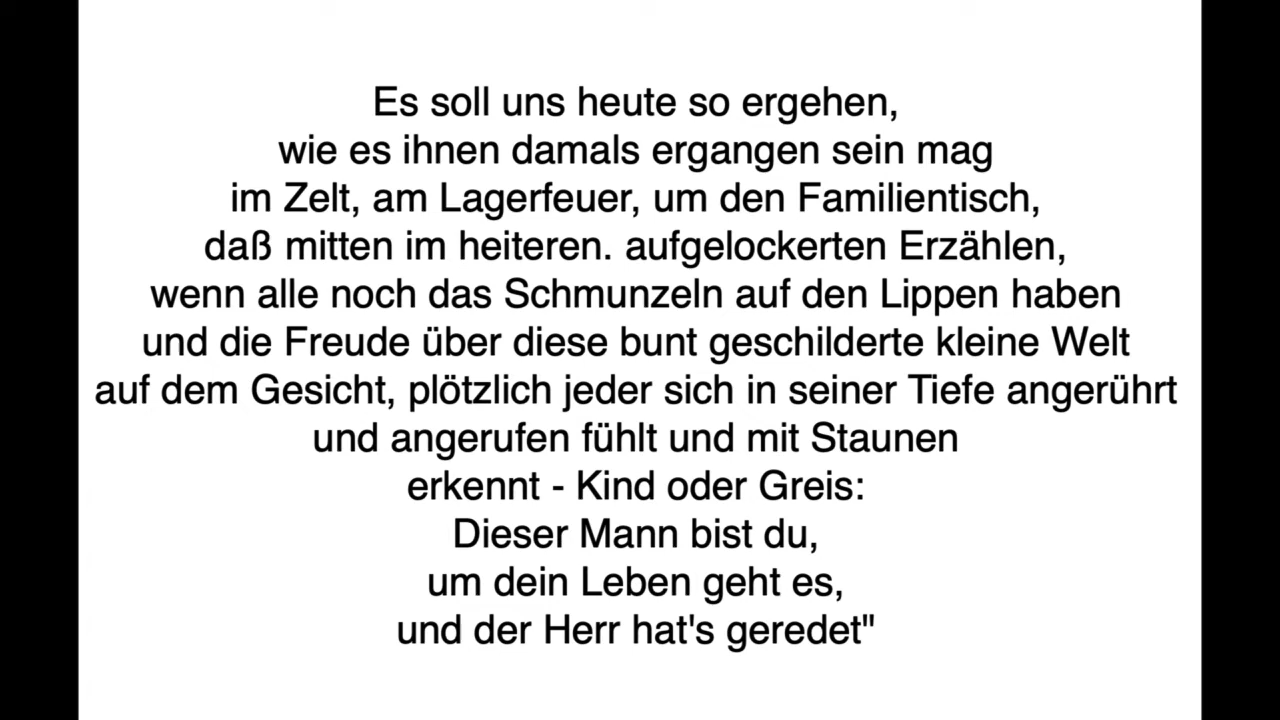 Es soll uns heute so ergehen,
wie es ihnen damals ergangen sein mag
im Zelt, am Lagerfeuer, um den Familientisch,
daß mitten im heiteren. aufgelockerten Erzählen,
wenn alle noch das Schmunzeln auf den Lippen haben
und die Freude über diese bunt geschilderte kleine Welt
auf dem Gesicht, plötzlich jeder sich in seiner Tiefe angerührt
und angerufen fühlt und mit Staunen
erkennt - Kind oder Greis:
Dieser Mann bist du,
um dein Leben geht es,
und der Herr hat's geredet"